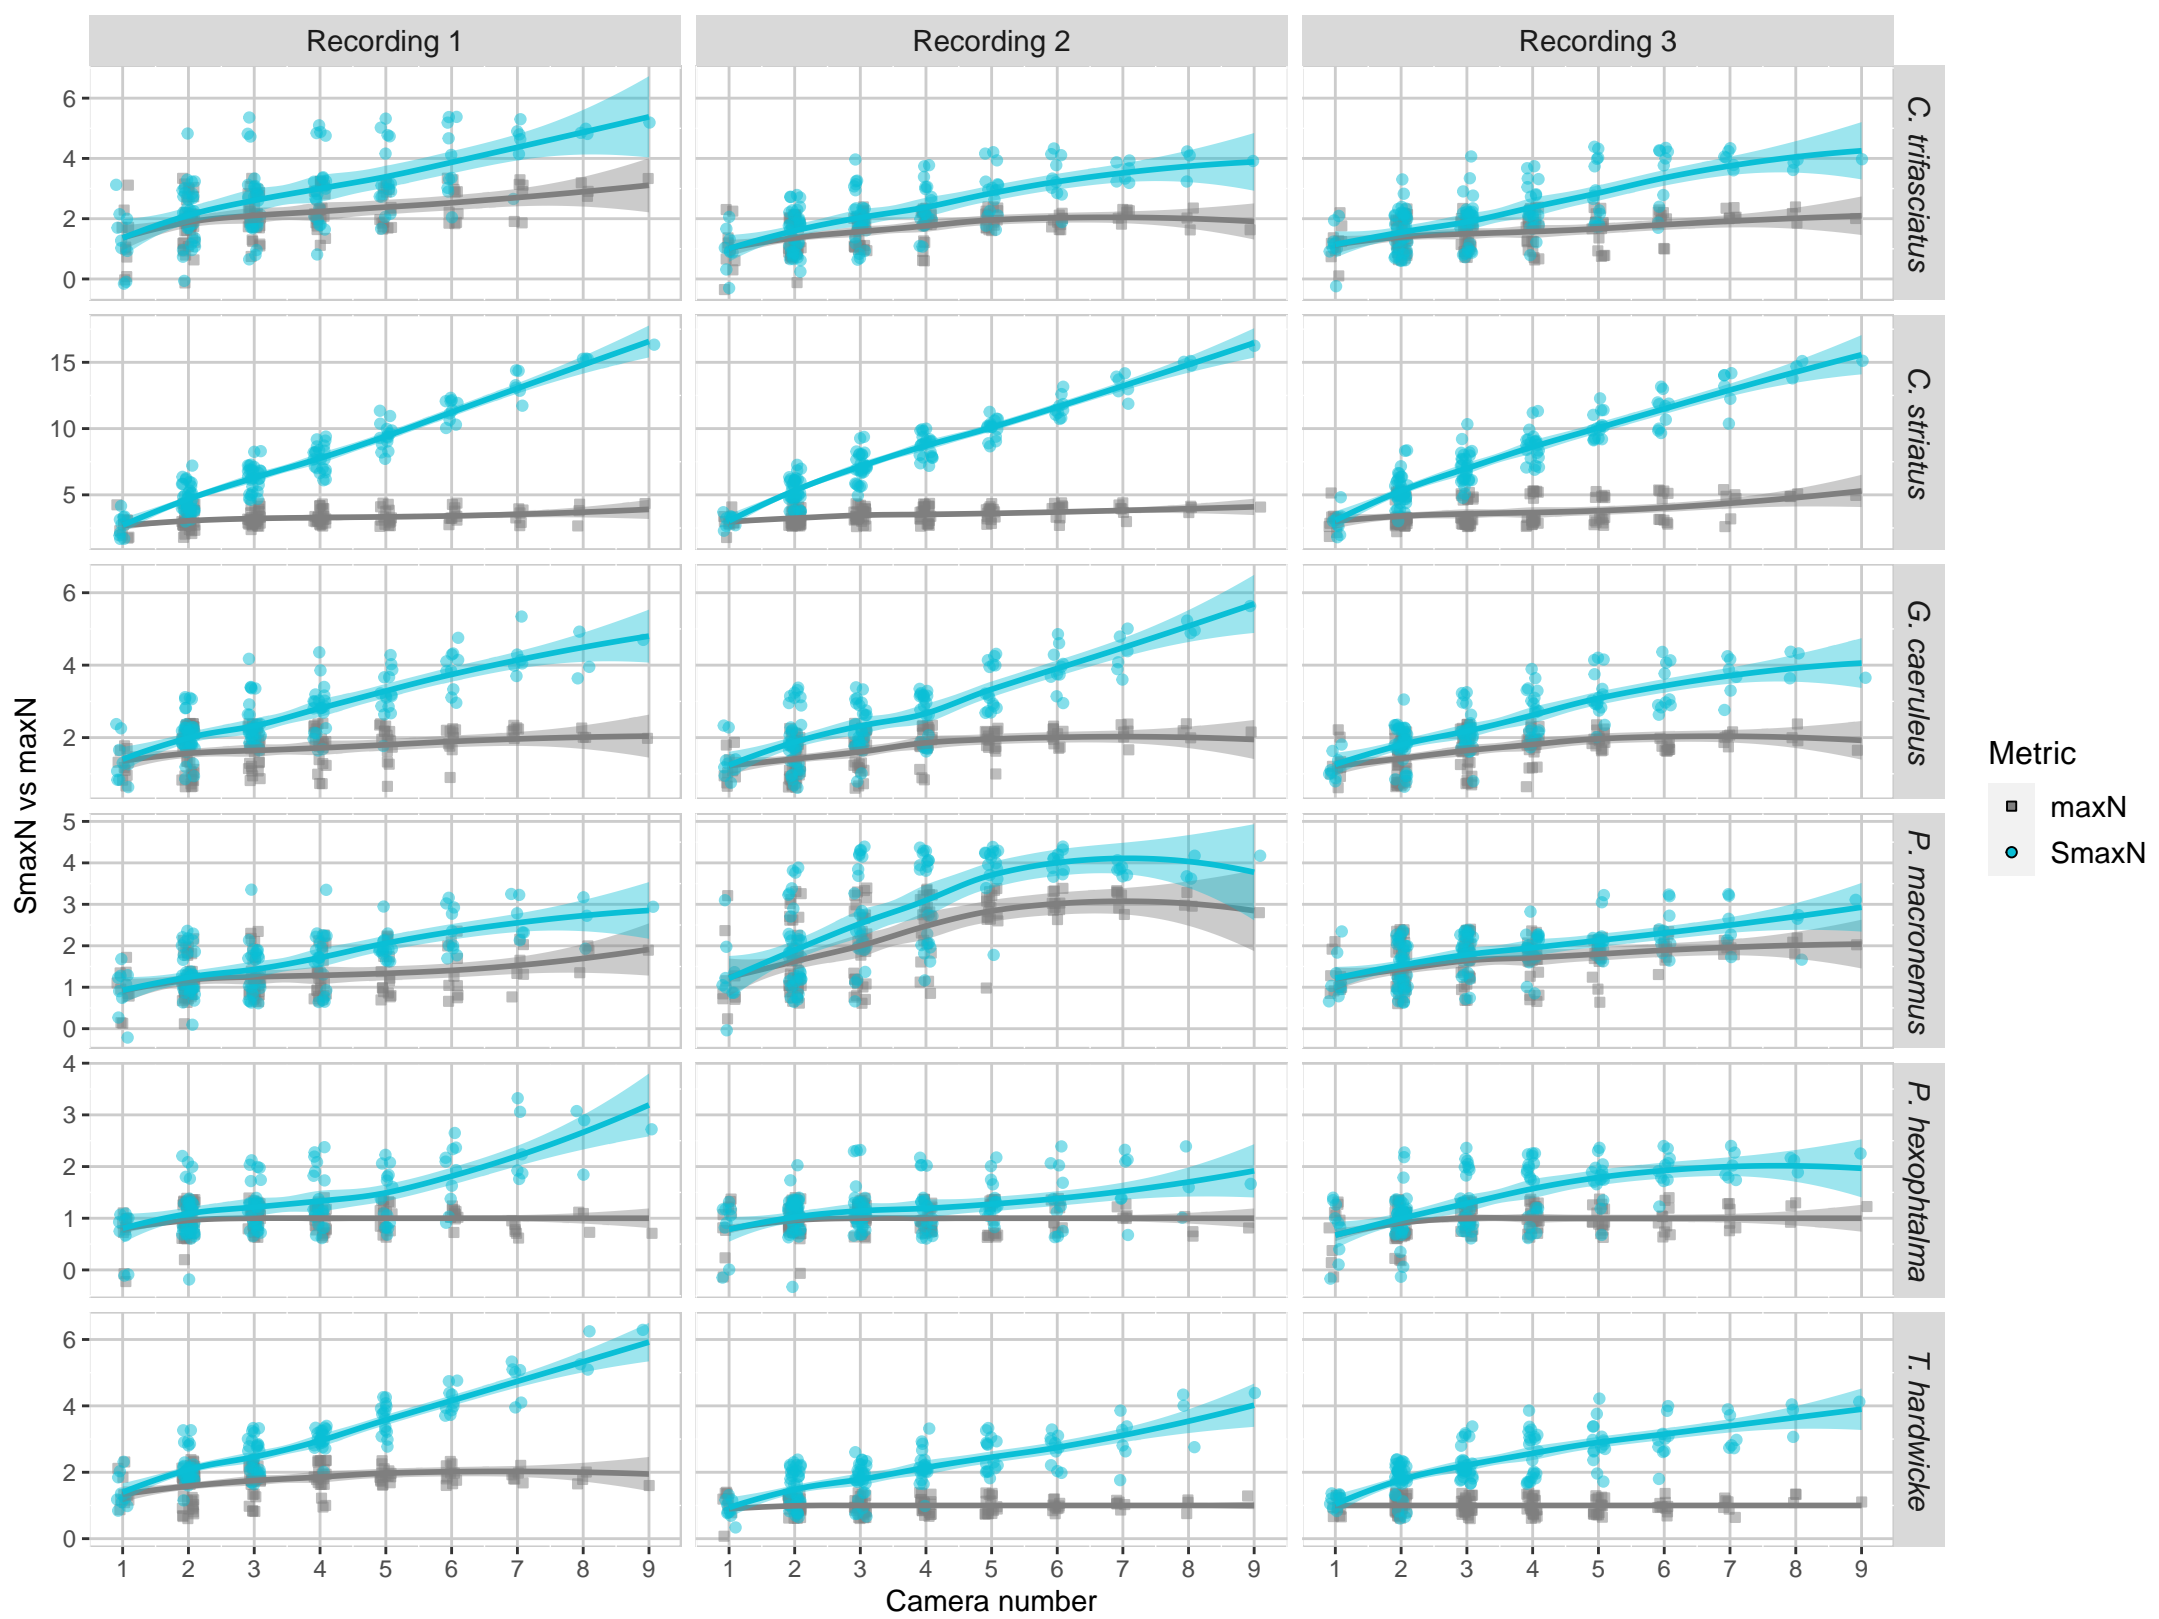 Recording 1
Recording 2
Recording 3
SmaxN vs maxN
6
4
2
0
C. trifasciatus
15
10
5
C. striatus
6
4
2
G. caeruleus
5
4
3
2
1
0
P. macronemus
4
3
2
1
0
P. hexophtalma
6
4
2
0
T. hardwicke
1 2 3 4 5 6 7 8 9
1 2 3 4 5 6 7 8 9
1 2 3 4 5 6 7 8 9
Camera number
Metric
maxN
SmaxN